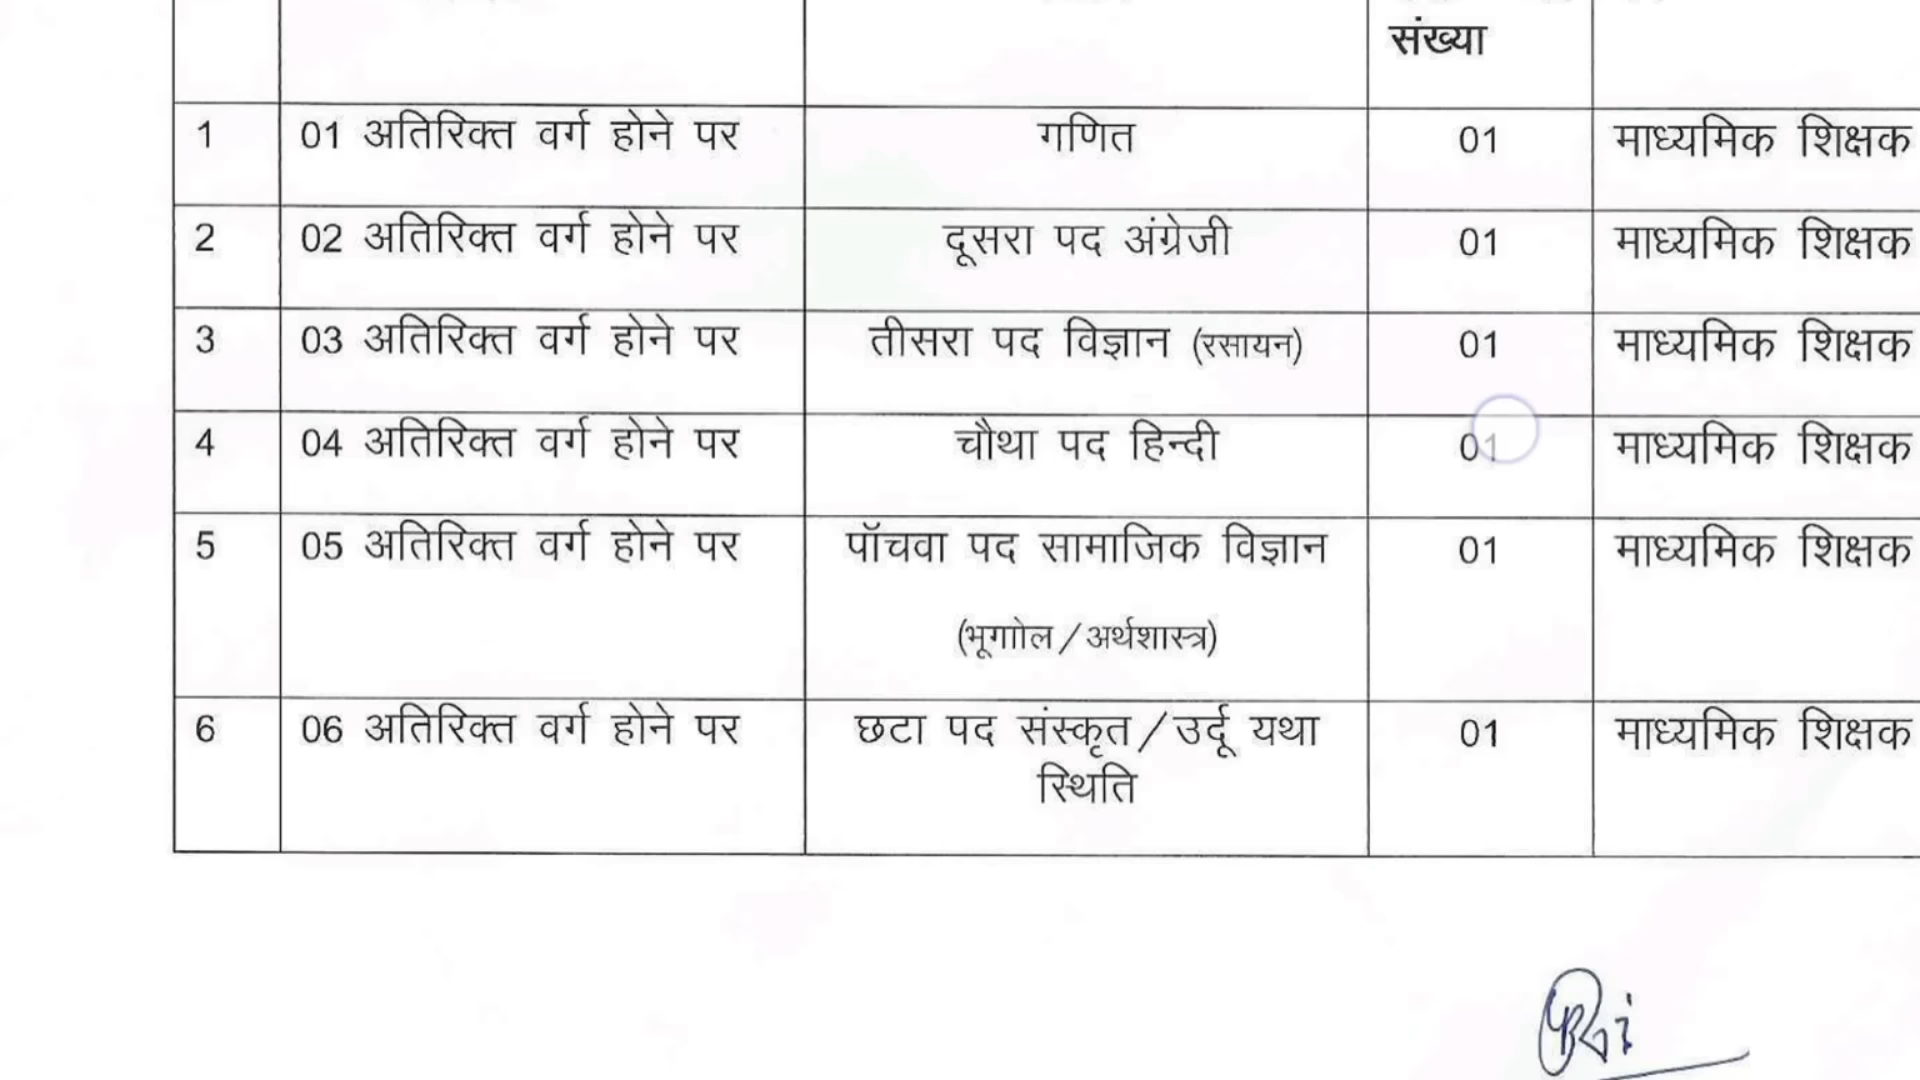 संख्या
1 01 अतिरिक्त वर्ग होने पर गणित 01 माध्यमिक शिक्षक
2 02 अतिरिक्त वर्ग होने पर दूसरा पद अंग्रेजी 01 माध्यमिक शिक्षक
3 03 अतिरिक्त वर्ग होने पर तीसरा पद विज्ञान (रसायन) 01 माध्यमिक शिक्षक
4 04 अतिरिक्त वर्ग होने पर चौथा पद हिन्दी 01 माध्यमिक शिक्षक
5 05 अतिरिक्त वर्ग होने पर पॉचवा पद सामाजिक विज्ञान 01 माध्यमिक शिक्षक
(भूगाोल/अर्थशास्त्र)
6 06 अतिरिक्त वर्ग होने पर छटा पद संस्कृत/उर्दू यथा 01 माध्यमिक शिक्षक
स्थिति